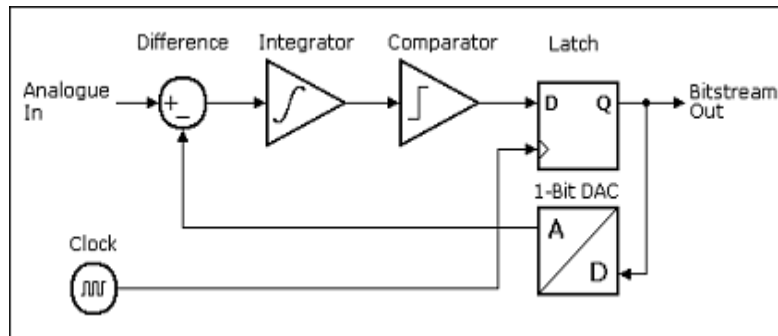 Difference
Integrator
Comparator
Latch
Analogue
In
+
−
D
Q
Bitstream
Out
1-Bit DAC
A
D
Clock